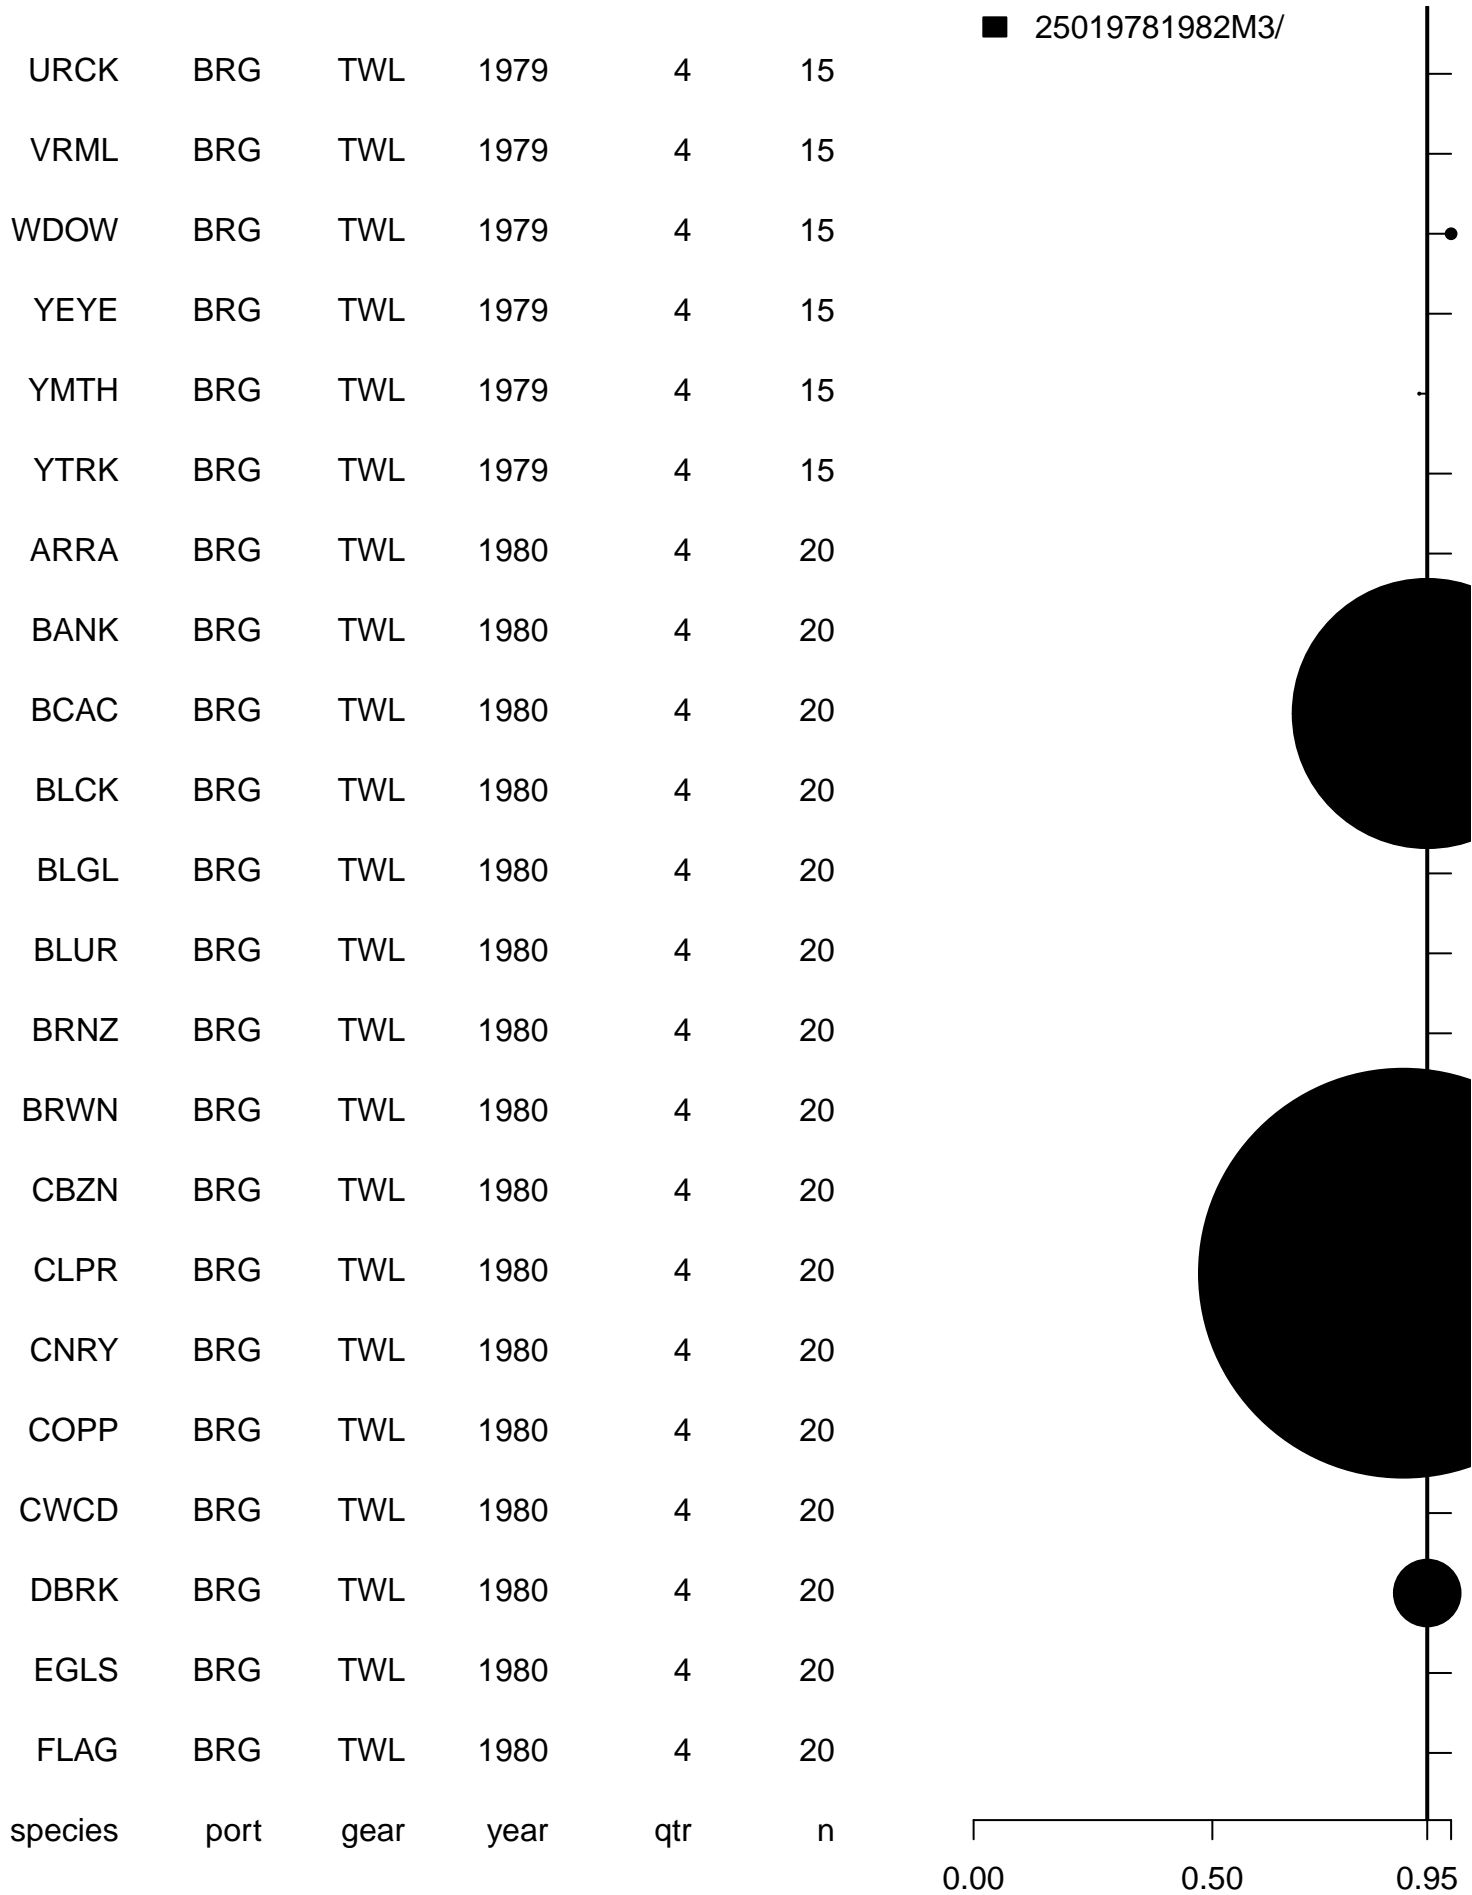 25019781982M3/
URCK BRG TWL 1979 4 15
VRML BRG TWL 1979 4 15
WDOW BRG TWL 1979 4 15
YEYE BRG TWL 1979 4 15
YMTH BRG TWL 1979 4 15
YTRK BRG TWL 1979 4 15
ARRA BRG TWL 1980 4 20
BANK BRG TWL 1980 4 20
BCAC BRG TWL 1980 4 20
BLCK BRG TWL 1980 4 20
BLGL BRG TWL 1980 4 20
BLUR BRG TWL 1980 4 20
BRNZ BRG TWL 1980 4 20
BRWN BRG TWL 1980 4 20
CBZN BRG TWL 1980 4 20
CLPR BRG TWL 1980 4 20
CNRY BRG TWL 1980 4 20
COPP BRG TWL 1980 4 20
CWCD BRG TWL 1980 4 20
DBRK BRG TWL 1980 4 20
EGLS BRG TWL 1980 4 20
FLAG BRG TWL 1980 4 20
species port gear year qtr n
0.00 0.50 0.95